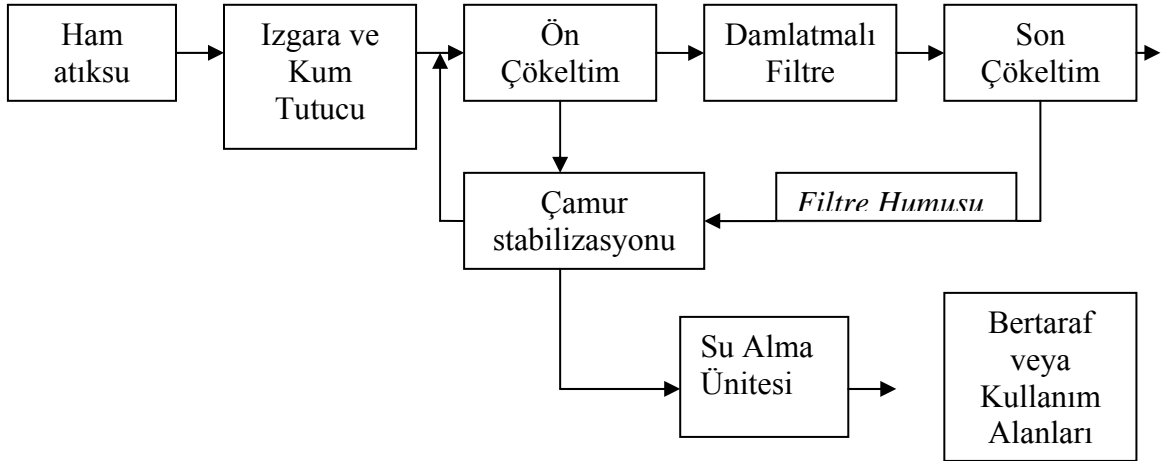 Ham
atıksu
Izgara ve
Kum
Tutucu
Ön
Çökeltim
Damlatmalı
Filtre
Son
Çökeltim
Çamur
stabilizasyonu
Filtre Humusu
Su Alma
Ünitesi
Bertaraf
veya
Kullanım
Alanları